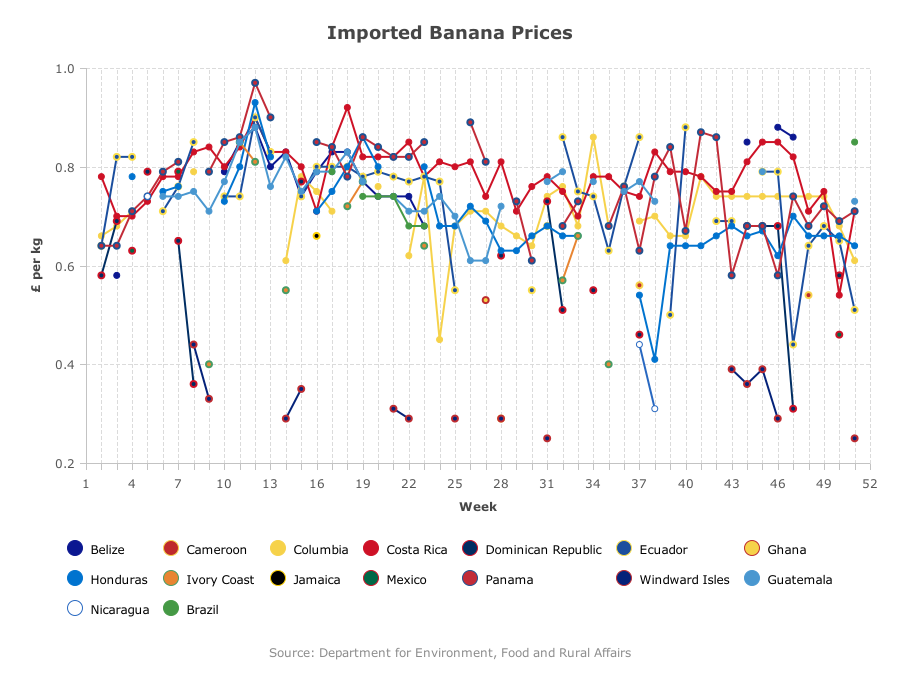 Imported Banana Prices
1.0
0.8
0.6
0.4
0.2
£ per kg
1 4 7 10 13 16 19 22 25 28 31 34 37 40 43 46 49 52
Week
Belize Cameroon Columbia Costa Rica Dominican Republic Ecuador Ghana
Honduras Ivory Coast Jamaica Mexico Panama Windward Isles Guatemala
Nicaragua Brazil
Source: Department for Environment, Food and Rural Affairs